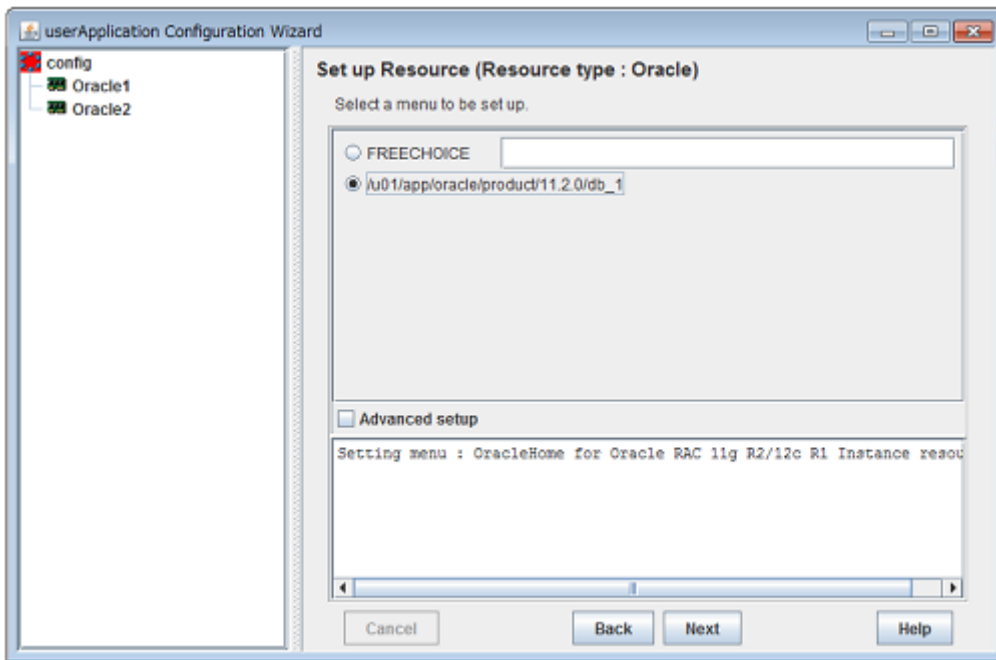 userApplication Configuration Wizard
config
Oracle1
Oracle2
Set up Resource (Resource type : Oracle)
Select a menu to be set up.
FREECHOICE
/u01/app/oracle/product/11.2.0/db_1
Advanced setup
Setting menu : OracleHome for Oracle RAC 11g R2/12c R1 Instance resou
Cancel
Back
Next
Help